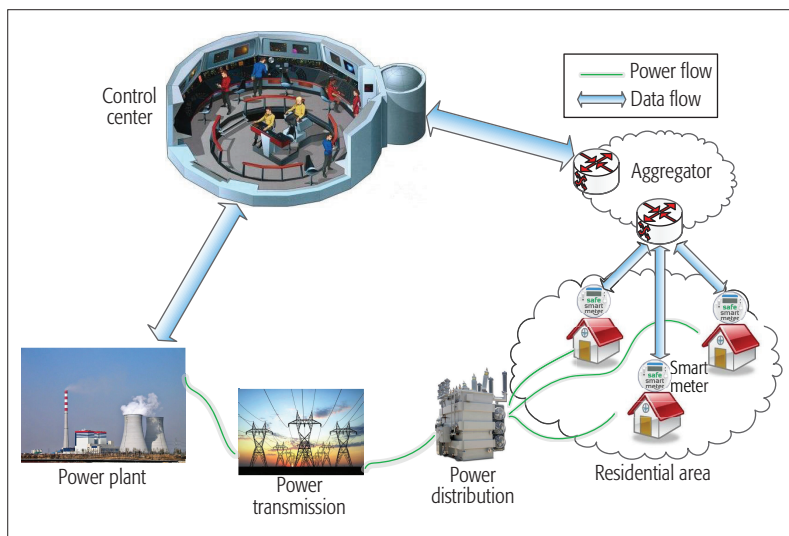 Control
center
Power flow
Data flow
Aggregator
safe
smart
meter
safe
smart
meter
Smart
meter
safe
smart
meter
Power plant
Power
transmission
Power
distribution
Residential area